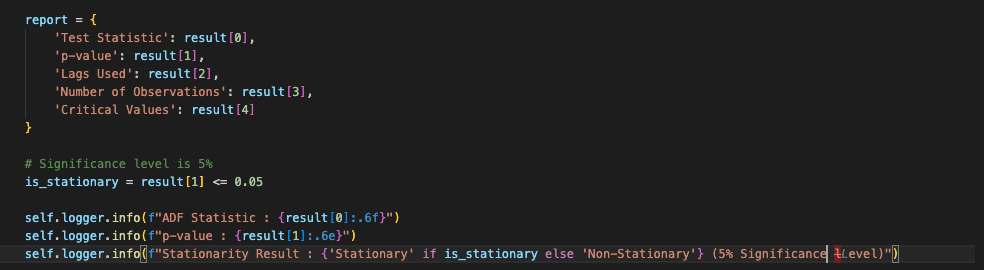 report = {
    'Test Statistic': result[0],
    'p-value': result[1],
    'Lags Used': result[2],
    'Number of Observations': result[3],
    'Critical Values': result[4]
}
# Significance level is 5%
is_stationary = result[1] <= 0.05
self.logger.info(f"ADF Statistic : {result[0]:.6f}")
self.logger.info(f"p-value : {result[1]:.6e}")
self.logger.info(f"Stationarity Result : {'Stationary' if is_stationary else 'Non-Stationary'} (5% Significance Level)")